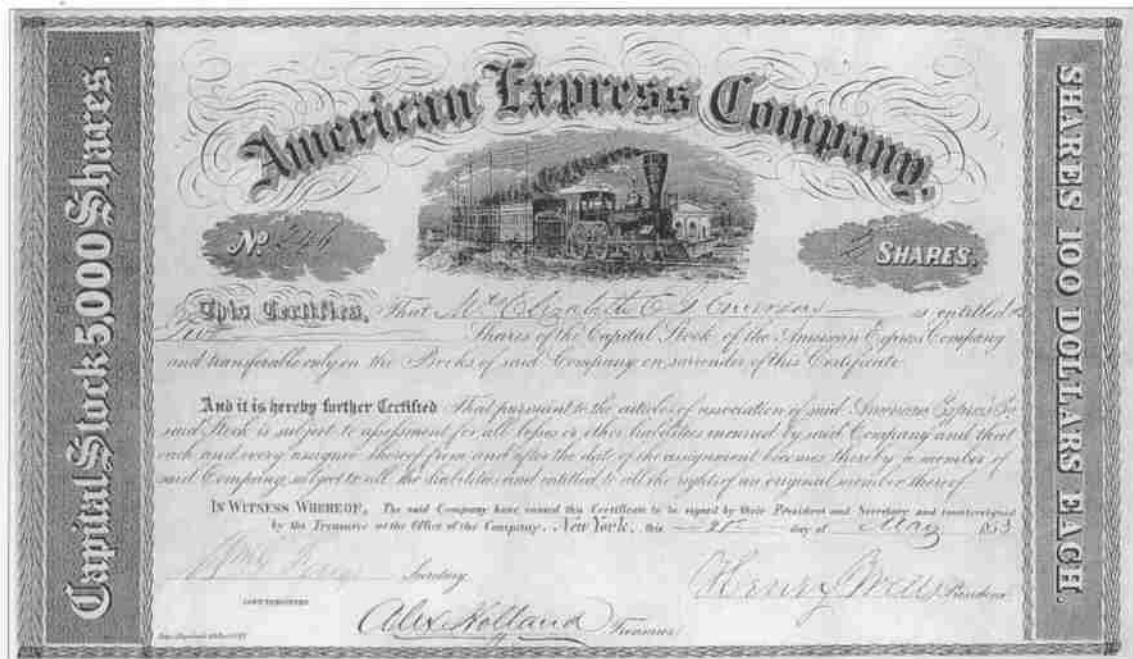 American Express Company.
Capital Stock 5,000 Shares.
SHARES 100 DOLLARS EACH.
No. 246
SHARES.
This Certifies, That Mrs Elizabeth C is entitled to
Shares of the Capital Stock of the American Express Company
and transferable only on the Books of said Company on surrender of this Certificate
And it is hereby further Certified That pursuant to the articles of association of said American Express Co
said Stock is subject to assessment for all losses or other liabilities incurred by said Company and that
each and every assignee thereof from and after the date of the assignment becomes thereby a member of
said Company subject to all the liabilities and entitled to all the rights of an original member thereof
IN WITNESS WHEREOF, The said Company have caused this Certificate to be signed by their President and Secretary and countersigned
by the Treasurer at the Office of the Company, New York, this day of May 1853
Secretary
Henry Wells President
COUNTERSIGNED
Alex Holland Treasurer